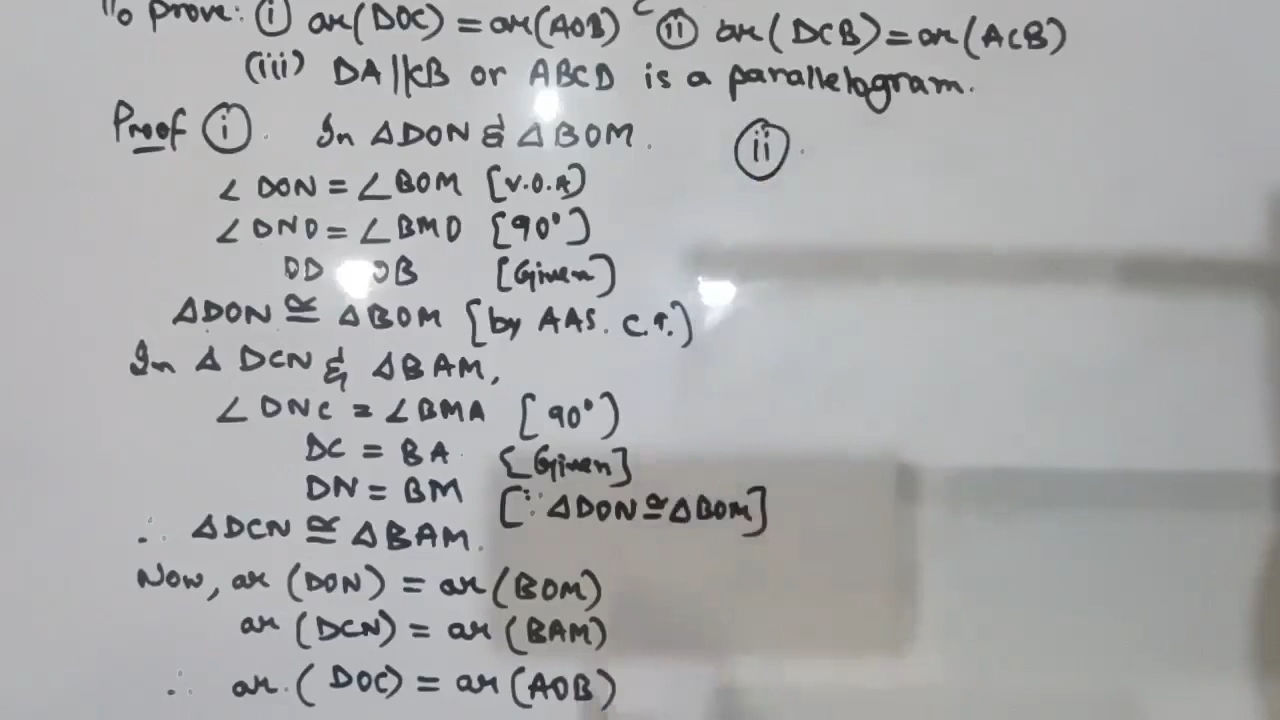 To prove: (i) ar(DOC) = ar(AOB) (ii) ar(DCB) = ar(ACB)
(iii) DA || CB or ABCD is a parallelogram.
Proof (i). In ΔDON & ΔBOM.
∠DON = ∠BOM [V.O.A]
∠DNO = ∠BMO [90°]
OD OB [Given]
ΔDON ≅ ΔBOM [by AAS. C.T.]
In Δ DCN & ΔBAM,
∠DNC = ∠BMA [90°]
DC = BA [Given]
DN = BM [∵ ΔDON ≅ ΔBOM]
∴ ΔDCN ≅ ΔBAM.
Now, ar (DON) = ar (BOM)
ar (DCN) = ar (BAM)
∴ ar. (DOC) = ar (AOB)
(ii).